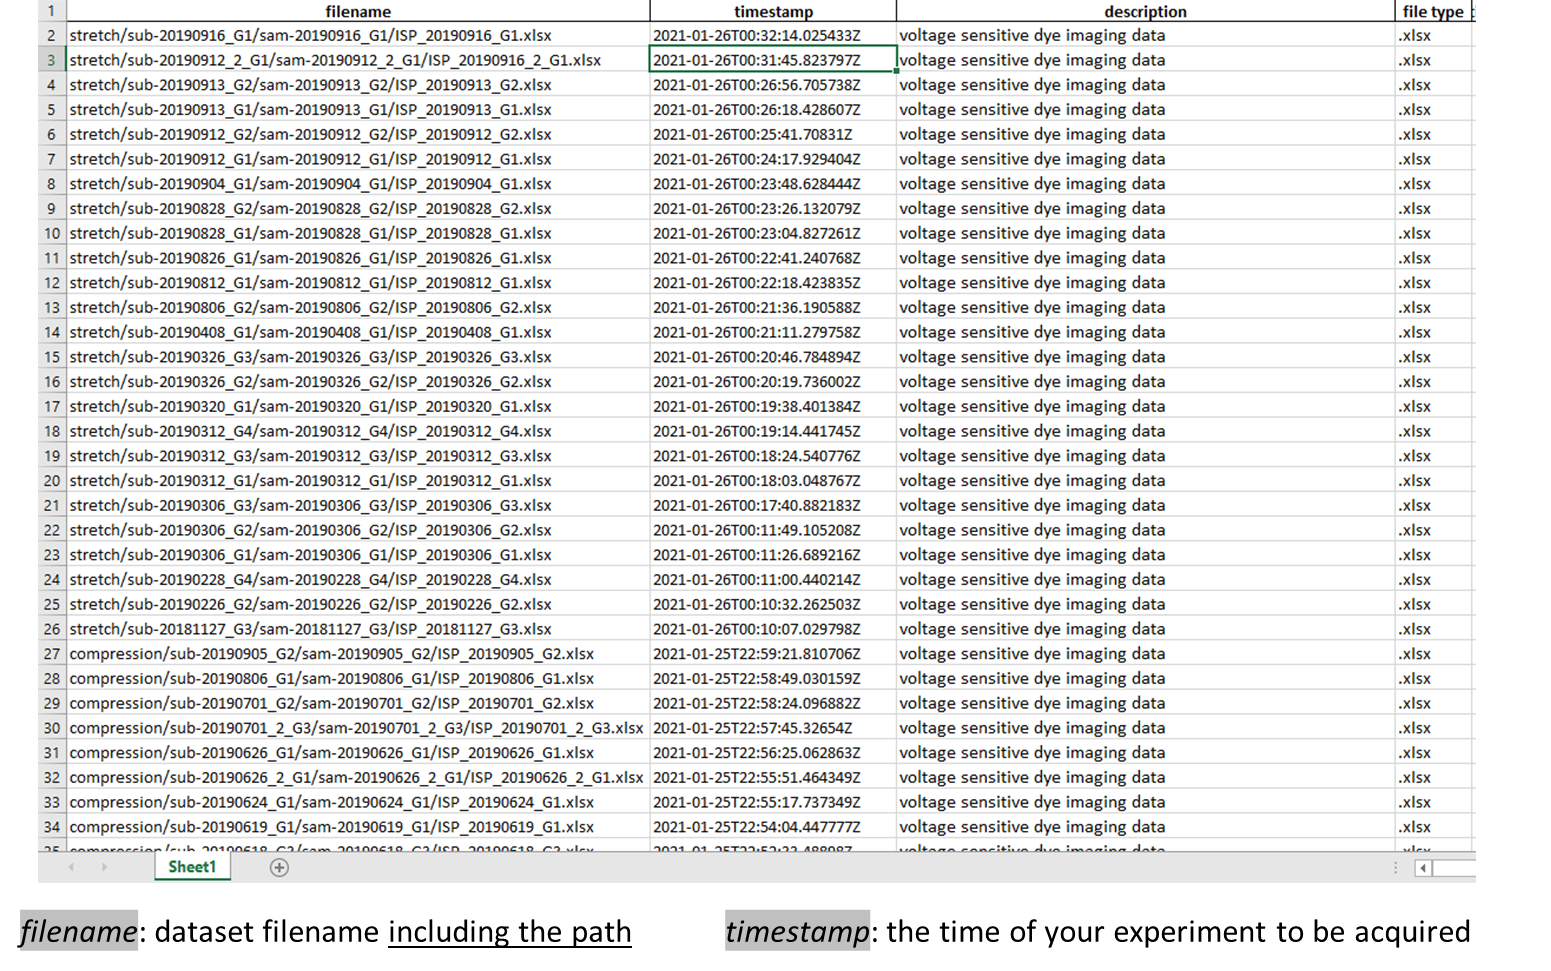 1 filename timestamp description file type
2 stretch/sub-20190916_G1/sam-20190916_G1/ISP_20190916_G1.xlsx 2021-01-26T00:32:14.025433Z voltage sensitive dye imaging data .xlsx
3 stretch/sub-20190912_2_G1/sam-20190912_2_G1/ISP_20190916_2_G1.xlsx 2021-01-26T00:31:45.823797Z voltage sensitive dye imaging data .xlsx
4 stretch/sub-20190913_G2/sam-20190913_G2/ISP_20190913_G2.xlsx 2021-01-26T00:26:56.705738Z voltage sensitive dye imaging data .xlsx
5 stretch/sub-20190913_G1/sam-20190913_G1/ISP_20190913_G1.xlsx 2021-01-26T00:26:18.428607Z voltage sensitive dye imaging data .xlsx
6 stretch/sub-20190912_G2/sam-20190912_G2/ISP_20190912_G2.xlsx 2021-01-26T00:25:41.70831Z voltage sensitive dye imaging data .xlsx
7 stretch/sub-20190912_G1/sam-20190912_G1/ISP_20190912_G1.xlsx 2021-01-26T00:24:17.929404Z voltage sensitive dye imaging data .xlsx
8 stretch/sub-20190904_G1/sam-20190904_G1/ISP_20190904_G1.xlsx 2021-01-26T00:23:48.628444Z voltage sensitive dye imaging data .xlsx
9 stretch/sub-20190828_G2/sam-20190828_G2/ISP_20190828_G2.xlsx 2021-01-26T00:23:26.132079Z voltage sensitive dye imaging data .xlsx
10 stretch/sub-20190828_G1/sam-20190828_G1/ISP_20190828_G1.xlsx 2021-01-26T00:23:04.827261Z voltage sensitive dye imaging data .xlsx
11 stretch/sub-20190826_G1/sam-20190826_G1/ISP_20190826_G1.xlsx 2021-01-26T00:22:41.240768Z voltage sensitive dye imaging data .xlsx
12 stretch/sub-20190812_G1/sam-20190812_G1/ISP_20190812_G1.xlsx 2021-01-26T00:22:18.423835Z voltage sensitive dye imaging data .xlsx
13 stretch/sub-20190806_G2/sam-20190806_G2/ISP_20190806_G2.xlsx 2021-01-26T00:21:36.190588Z voltage sensitive dye imaging data .xlsx
14 stretch/sub-20190408_G1/sam-20190408_G1/ISP_20190408_G1.xlsx 2021-01-26T00:21:11.279758Z voltage sensitive dye imaging data .xlsx
15 stretch/sub-20190326_G3/sam-20190326_G3/ISP_20190326_G3.xlsx 2021-01-26T00:20:46.784894Z voltage sensitive dye imaging data .xlsx
16 stretch/sub-20190326_G2/sam-20190326_G2/ISP_20190326_G2.xlsx 2021-01-26T00:20:19.736002Z voltage sensitive dye imaging data .xlsx
17 stretch/sub-20190320_G1/sam-20190320_G1/ISP_20190320_G1.xlsx 2021-01-26T00:19:38.401384Z voltage sensitive dye imaging data .xlsx
18 stretch/sub-20190312_G4/sam-20190312_G4/ISP_20190312_G4.xlsx 2021-01-26T00:19:14.441745Z voltage sensitive dye imaging data .xlsx
19 stretch/sub-20190312_G3/sam-20190312_G3/ISP_20190312_G3.xlsx 2021-01-26T00:18:24.540776Z voltage sensitive dye imaging data .xlsx
20 stretch/sub-20190312_G1/sam-20190312_G1/ISP_20190312_G1.xlsx 2021-01-26T00:18:03.048767Z voltage sensitive dye imaging data .xlsx
21 stretch/sub-20190306_G3/sam-20190306_G3/ISP_20190306_G3.xlsx 2021-01-26T00:17:40.882183Z voltage sensitive dye imaging data .xlsx
22 stretch/sub-20190306_G2/sam-20190306_G2/ISP_20190306_G2.xlsx 2021-01-26T00:11:49.105208Z voltage sensitive dye imaging data .xlsx
23 stretch/sub-20190306_G1/sam-20190306_G1/ISP_20190306_G1.xlsx 2021-01-26T00:11:26.689216Z voltage sensitive dye imaging data .xlsx
24 stretch/sub-20190228_G4/sam-20190228_G4/ISP_20190228_G4.xlsx 2021-01-26T00:11:00.440214Z voltage sensitive dye imaging data .xlsx
25 stretch/sub-20190226_G2/sam-20190226_G2/ISP_20190226_G2.xlsx 2021-01-26T00:10:32.262503Z voltage sensitive dye imaging data .xlsx
26 stretch/sub-20181127_G3/sam-20181127_G3/ISP_20181127_G3.xlsx 2021-01-26T00:10:07.029798Z voltage sensitive dye imaging data .xlsx
27 compression/sub-20190905_G2/sam-20190905_G2/ISP_20190905_G2.xlsx 2021-01-25T22:59:21.810706Z voltage sensitive dye imaging data .xlsx
28 compression/sub-20190806_G1/sam-20190806_G1/ISP_20190806_G1.xlsx 2021-01-25T22:58:49.030159Z voltage sensitive dye imaging data .xlsx
29 compression/sub-20190701_G2/sam-20190701_G2/ISP_20190701_G2.xlsx 2021-01-25T22:58:24.096882Z voltage sensitive dye imaging data .xlsx
30 compression/sub-20190701_2_G3/sam-20190701_2_G3/ISP_20190701_2_G3.xlsx 2021-01-25T22:57:45.32654Z voltage sensitive dye imaging data .xlsx
31 compression/sub-20190626_G1/sam-20190626_G1/ISP_20190626_G1.xlsx 2021-01-25T22:56:25.062863Z voltage sensitive dye imaging data .xlsx
32 compression/sub-20190626_2_G1/sam-20190626_2_G1/ISP_20190626_2_G1.xlsx 2021-01-25T22:55:51.464349Z voltage sensitive dye imaging data .xlsx
33 compression/sub-20190624_G1/sam-20190624_G1/ISP_20190624_G1.xlsx 2021-01-25T22:55:17.737349Z voltage sensitive dye imaging data .xlsx
34 compression/sub-20190619_G1/sam-20190619_G1/ISP_20190619_G1.xlsx 2021-01-25T22:54:04.447777Z voltage sensitive dye imaging data .xlsx
Sheet1
filename: dataset filename including the path timestamp: the time of your experiment to be acquired